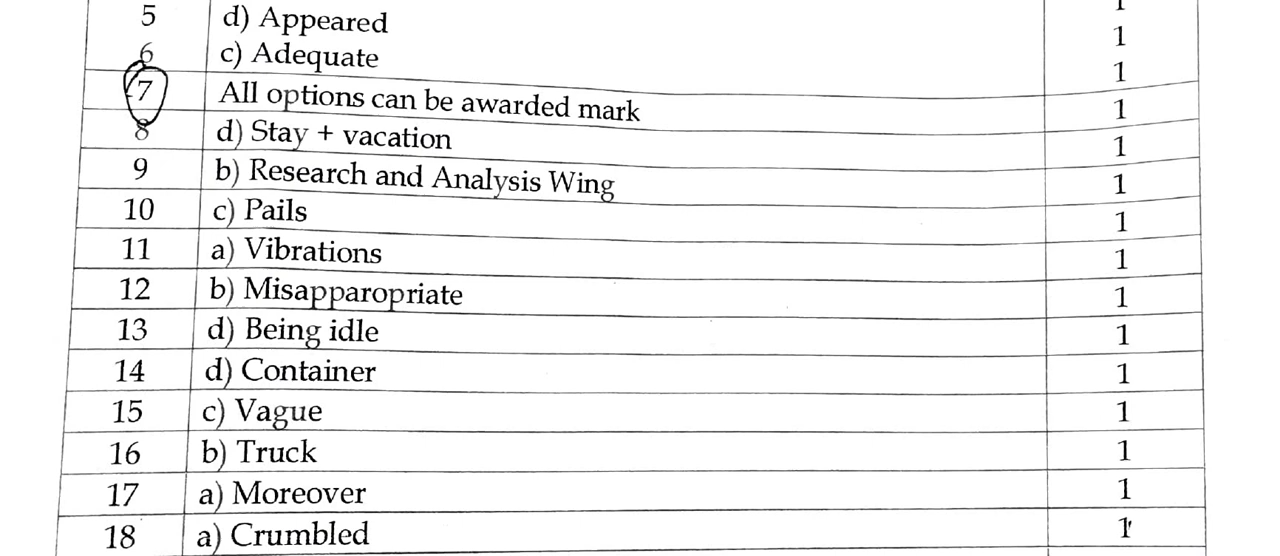 5 d) Appeared 1
6 c) Adequate 1
7 All options can be awarded mark 1
8 d) Stay + vacation 1
9 b) Research and Analysis Wing 1
10 c) Pails 1
11 a) Vibrations 1
12 b) Misapparopriate 1
13 d) Being idle 1
14 d) Container 1
15 c) Vague 1
16 b) Truck 1
17 a) Moreover 1
18 a) Crumbled 1